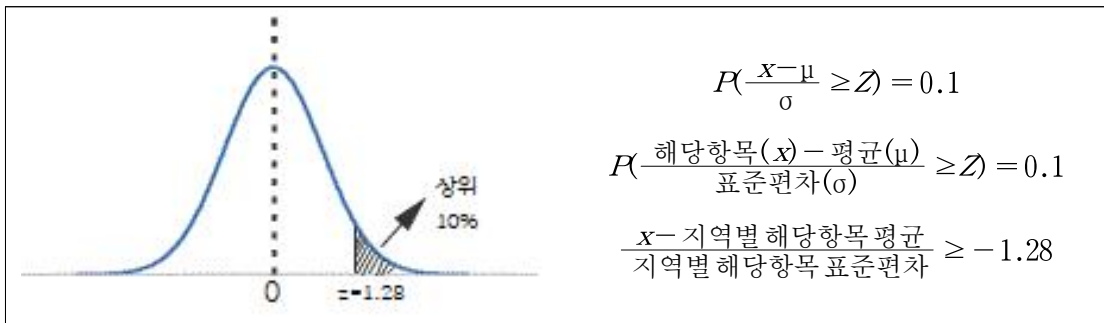 P(x-μ/σ ≥Z) = 0.1
상위
10%
P(해당항목(x) - 평균(μ)/표준편차(σ) ≥Z) = 0.1
x- 지역별 해당항목 평균/지역별 해당항목 표준편차 ≥ -1.28
0
z=1.28